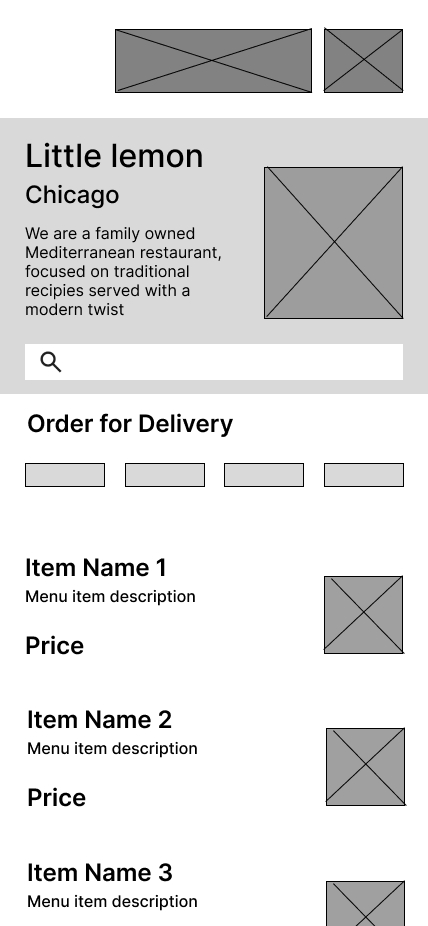 Little lemon
Chicago
We are a family owned
Mediterranean restaurant,
focused on traditional
recipies served with a
modern twist
Order for Delivery
Item Name 1
Menu item description
Price
Item Name 2
Menu item description
Price
Item Name 3
Menu item description